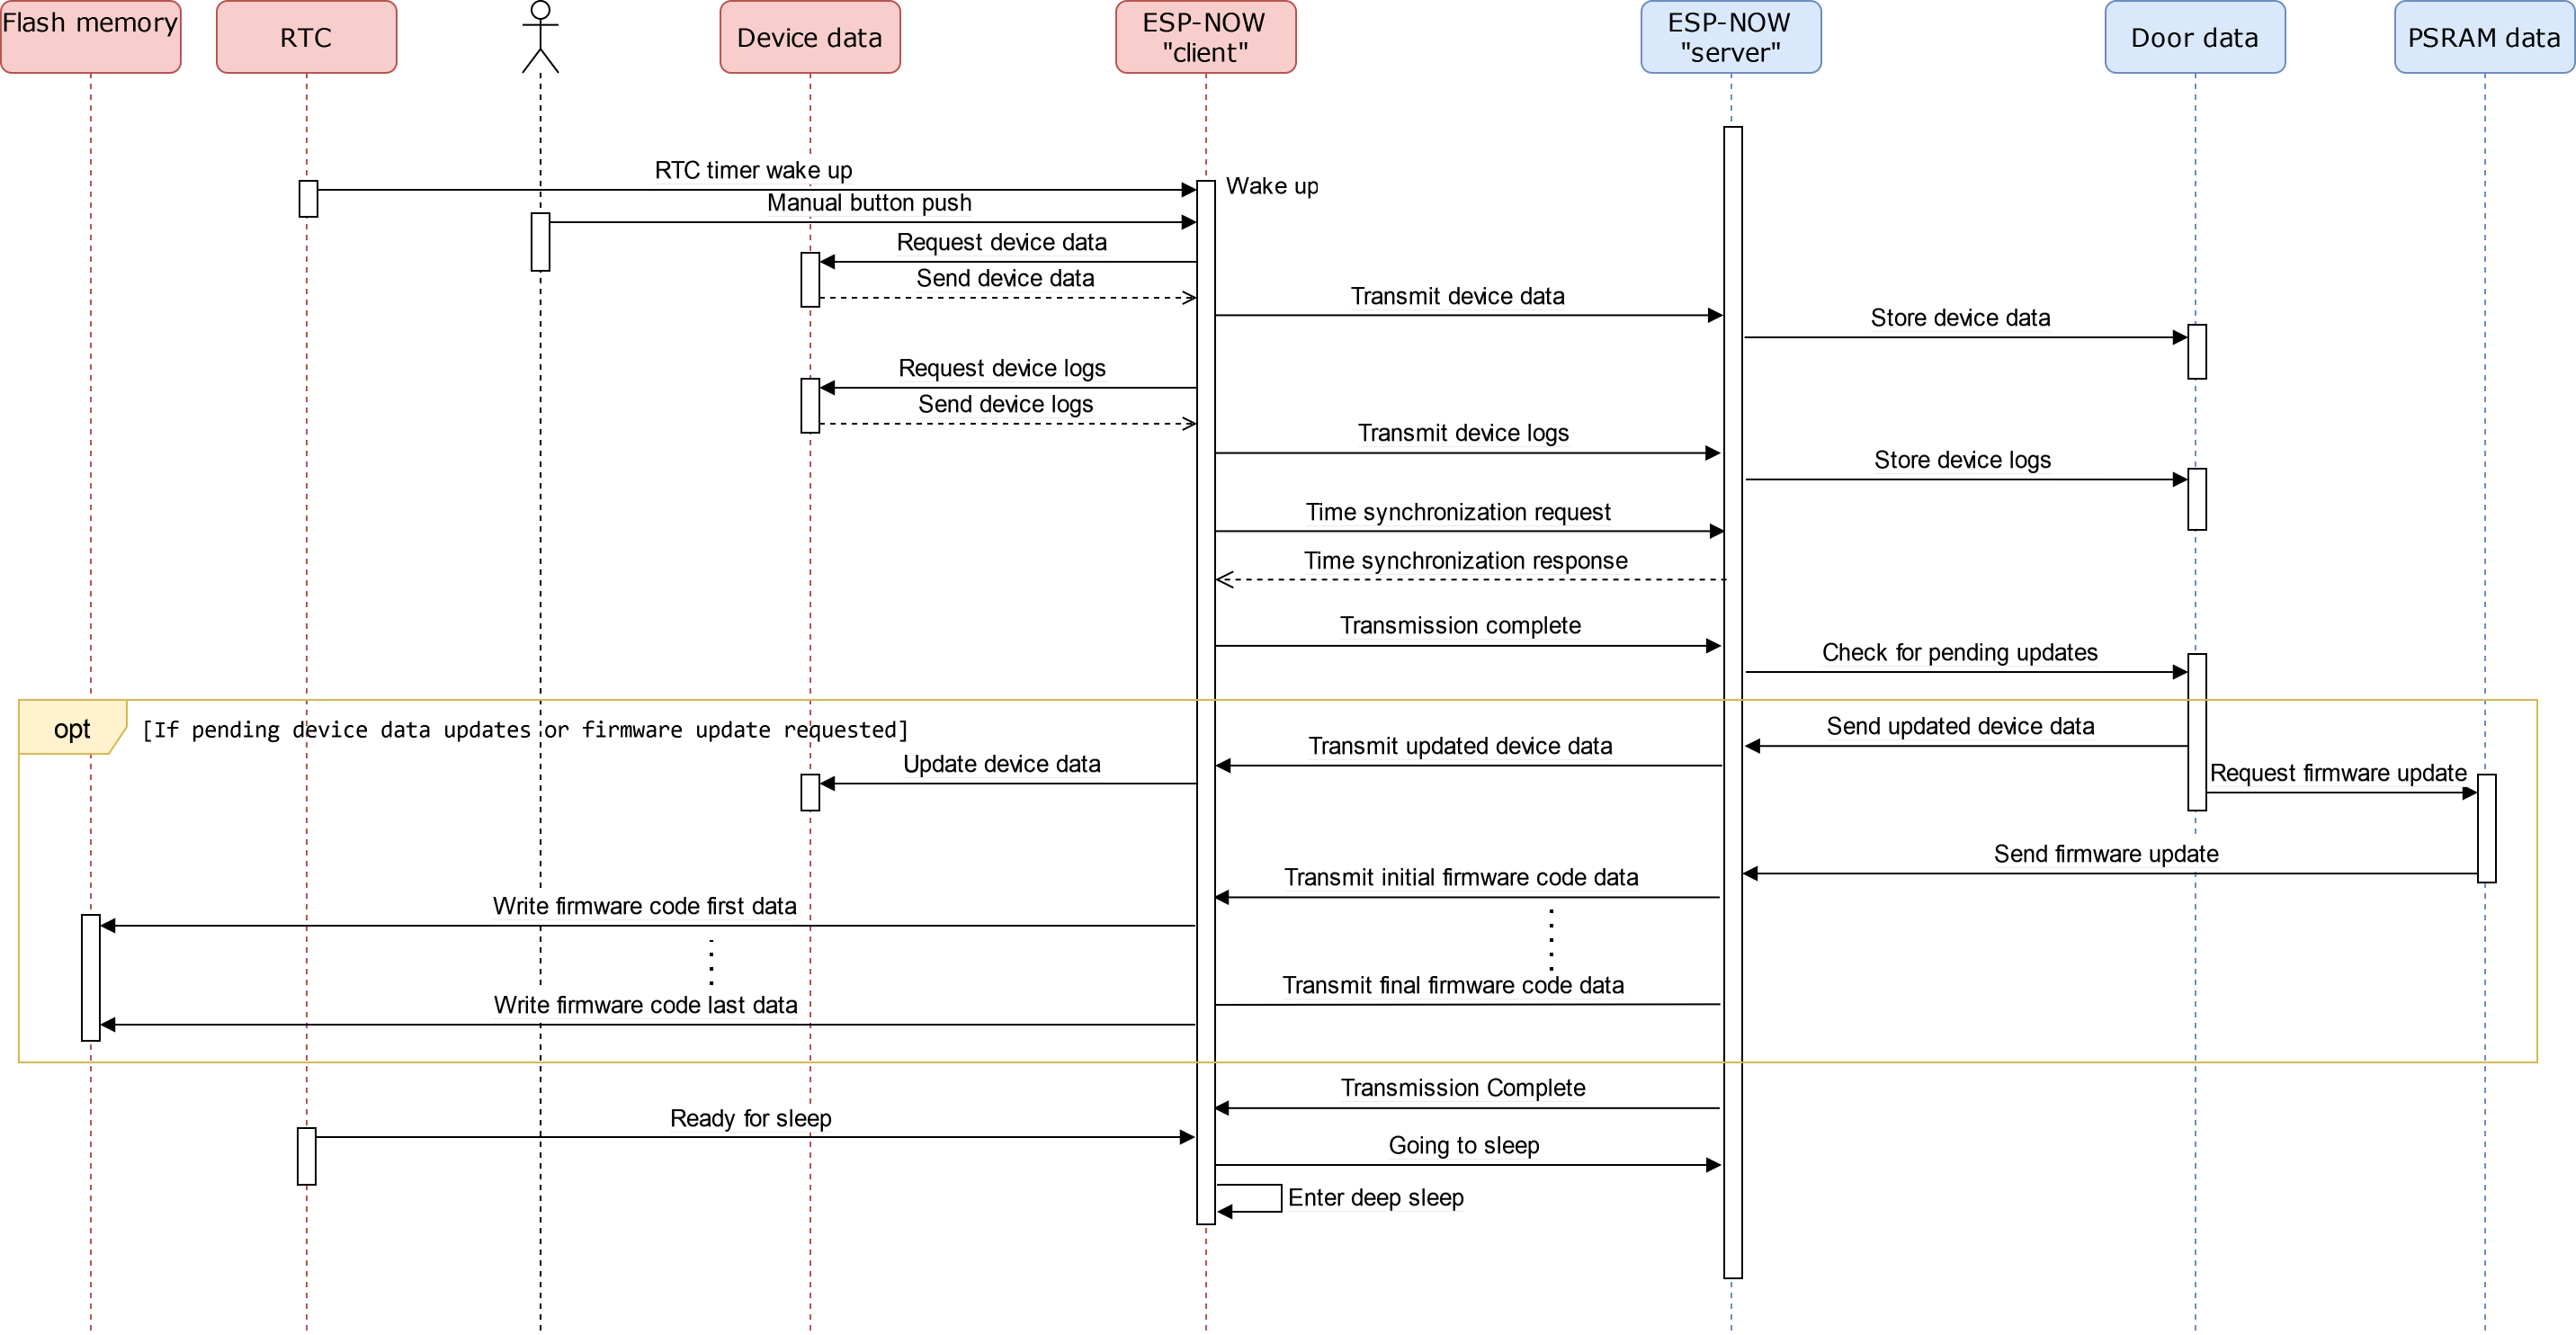 Flash memory
RTC
Device data
ESP-NOW
"client"
ESP-NOW
"server"
Door data
PSRAM data
RTC timer wake up
Wake up
Manual button push
Request device data
Send device data
Transmit device data
Store device data
Request device logs
Send device logs
Transmit device logs
Store device logs
Time synchronization request
Time synchronization response
Transmission complete
Check for pending updates
opt
[If pending device data updates or firmware update requested]
Send updated device data
Transmit updated device data
Update device data
Request firmware update
Send firmware update
Transmit initial firmware code data
Write firmware code first data
Transmit final firmware code data
Write firmware code last data
Transmission Complete
Ready for sleep
Going to sleep
Enter deep sleep